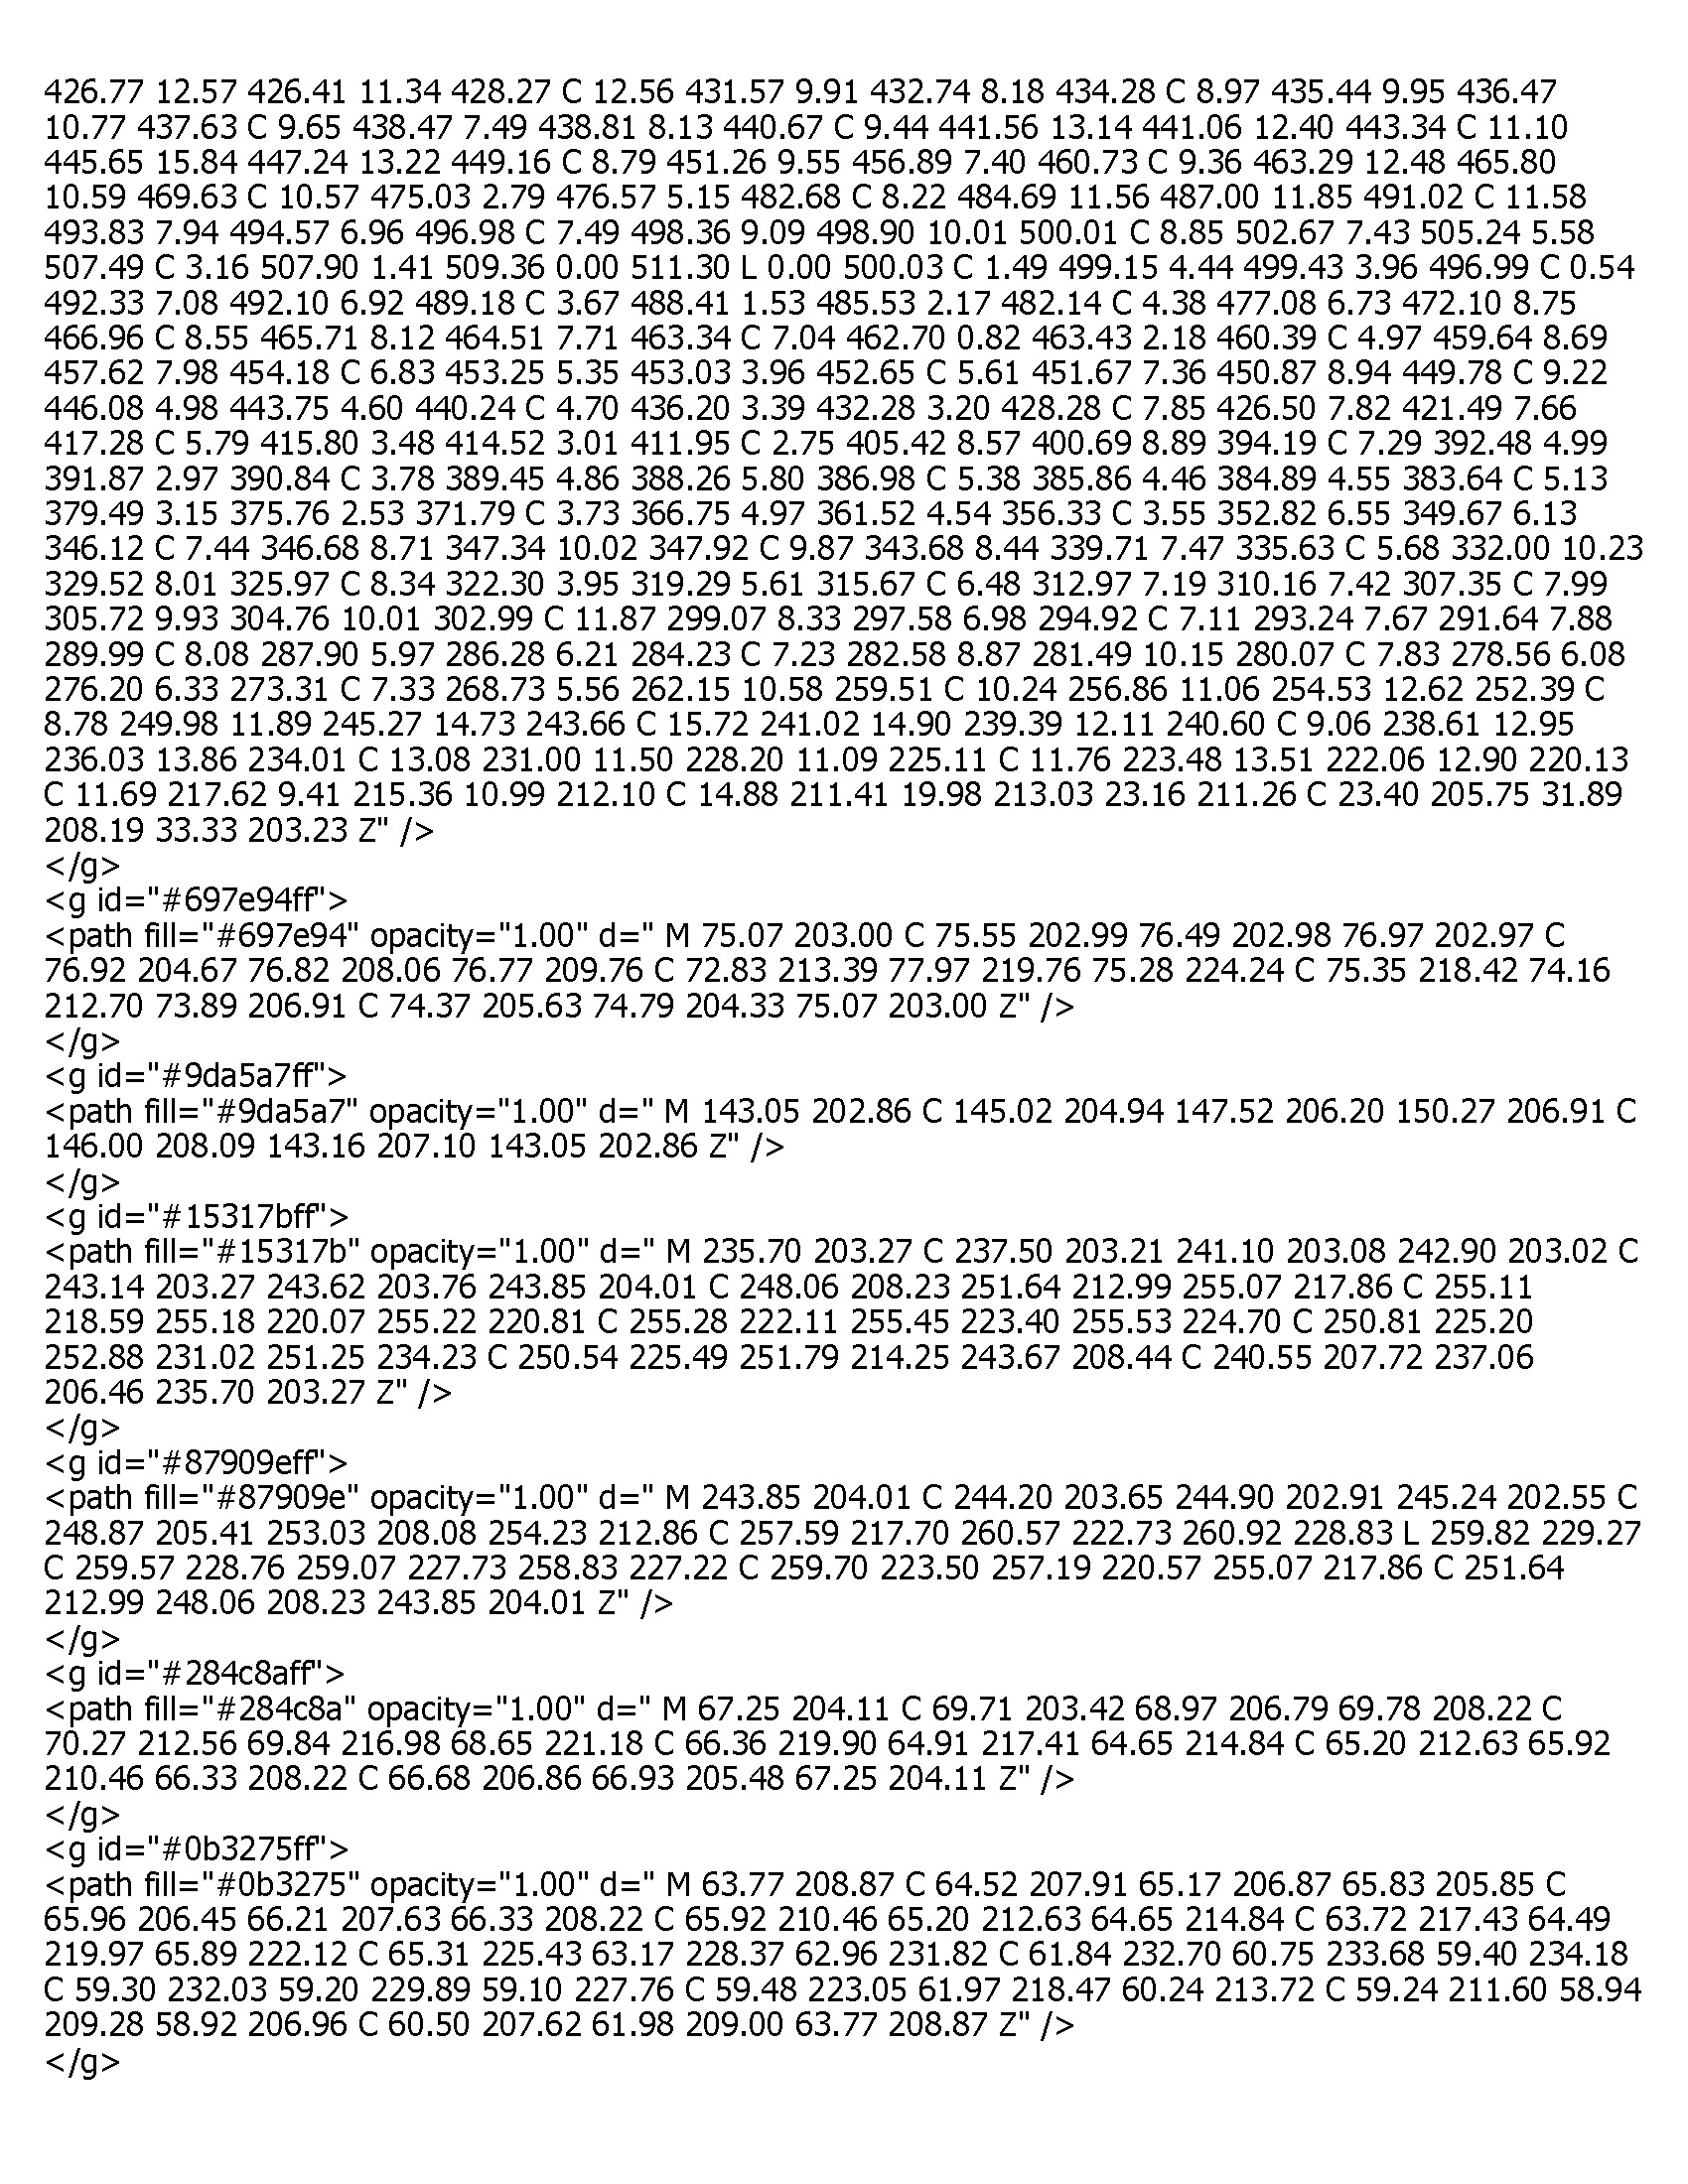 426.77 12.57 426.41 11.34 428.27 C 12.56 431.57 9.91 432.74 8.18 434.28 C 8.97 435.44 9.95 436.47
10.77 437.63 C 9.65 438.47 7.49 438.81 8.13 440.67 C 9.44 441.56 13.14 441.06 12.40 443.34 C 11.10
445.65 15.84 447.24 13.22 449.16 C 8.79 451.26 9.55 456.89 7.40 460.73 C 9.36 463.29 12.48 465.80
10.59 469.63 C 10.57 475.03 2.79 476.57 5.15 482.68 C 8.22 484.69 11.56 487.00 11.85 491.02 C 11.58
493.83 7.94 494.57 6.96 496.98 C 7.49 498.36 9.09 498.90 10.01 500.01 C 8.85 502.67 7.43 505.24 5.58
507.49 C 3.16 507.90 1.41 509.36 0.00 511.30 L 0.00 500.03 C 1.49 499.15 4.44 499.43 3.96 496.99 C 0.54
492.33 7.08 492.10 6.92 489.18 C 3.67 488.41 1.53 485.53 2.17 482.14 C 4.38 477.08 6.73 472.10 8.75
466.96 C 8.55 465.71 8.12 464.51 7.71 463.34 C 7.04 462.70 0.82 463.43 2.18 460.39 C 4.97 459.64 8.69
457.62 7.98 454.18 C 6.83 453.25 5.35 453.03 3.96 452.65 C 5.61 451.67 7.36 450.87 8.94 449.78 C 9.22
446.08 4.98 443.75 4.60 440.24 C 4.70 436.20 3.39 432.28 3.20 428.28 C 7.85 426.50 7.82 421.49 7.66
417.28 C 5.79 415.80 3.48 414.52 3.01 411.95 C 2.75 405.42 8.57 400.69 8.89 394.19 C 7.29 392.48 4.99
391.87 2.97 390.84 C 3.78 389.45 4.86 388.26 5.80 386.98 C 5.38 385.86 4.46 384.89 4.55 383.64 C 5.13
379.49 3.15 375.76 2.53 371.79 C 3.73 366.75 4.97 361.52 4.54 356.33 C 3.55 352.82 6.55 349.67 6.13
346.12 C 7.44 346.68 8.71 347.34 10.02 347.92 C 9.87 343.68 8.44 339.71 7.47 335.63 C 5.68 332.00 10.23
329.52 8.01 325.97 C 8.34 322.30 3.95 319.29 5.61 315.67 C 6.48 312.97 7.19 310.16 7.42 307.35 C 7.99
305.72 9.93 304.76 10.01 302.99 C 11.87 299.07 8.33 297.58 6.98 294.92 C 7.11 293.24 7.67 291.64 7.88
289.99 C 8.08 287.90 5.97 286.28 6.21 284.23 C 7.23 282.58 8.87 281.49 10.15 280.07 C 7.83 278.56 6.08
276.20 6.33 273.31 C 7.33 268.73 5.56 262.15 10.58 259.51 C 10.24 256.86 11.06 254.53 12.62 252.39 C
8.78 249.98 11.89 245.27 14.73 243.66 C 15.72 241.02 14.90 239.39 12.11 240.60 C 9.06 238.61 12.95
236.03 13.86 234.01 C 13.08 231.00 11.50 228.20 11.09 225.11 C 11.76 223.48 13.51 222.06 12.90 220.13
C 11.69 217.62 9.41 215.36 10.99 212.10 C 14.88 211.41 19.98 213.03 23.16 211.26 C 23.40 205.75 31.89
208.19 33.33 203.23 Z" />
</g>
<g id="#697e94ff">
<path fill="#697e94" opacity="1.00" d=" M 75.07 203.00 C 75.55 202.99 76.49 202.98 76.97 202.97 C
76.92 204.67 76.82 208.06 76.77 209.76 C 72.83 213.39 77.97 219.76 75.28 224.24 C 75.35 218.42 74.16
212.70 73.89 206.91 C 74.37 205.63 74.79 204.33 75.07 203.00 Z" />
</g>
<g id="#9da5a7ff">
<path fill="#9da5a7" opacity="1.00" d=" M 143.05 202.86 C 145.02 204.94 147.52 206.20 150.27 206.91 C
146.00 208.09 143.16 207.10 143.05 202.86 Z" />
</g>
<g id="#15317bff">
<path fill="#15317b" opacity="1.00" d=" M 235.70 203.27 C 237.50 203.21 241.10 203.08 242.90 203.02 C
243.14 203.27 243.62 203.76 243.85 204.01 C 248.06 208.23 251.64 212.99 255.07 217.86 C 255.11
218.59 255.18 220.07 255.22 220.81 C 255.28 222.11 255.45 223.40 255.53 224.70 C 250.81 225.20
252.88 231.02 251.25 234.23 C 250.54 225.49 251.79 214.25 243.67 208.44 C 240.55 207.72 237.06
206.46 235.70 203.27 Z" />
</g>
<g id="#87909eff">
<path fill="#87909e" opacity="1.00" d=" M 243.85 204.01 C 244.20 203.65 244.90 202.91 245.24 202.55 C
248.87 205.41 253.03 208.08 254.23 212.86 C 257.59 217.70 260.57 222.73 260.92 228.83 L 259.82 229.27
C 259.57 228.76 259.07 227.73 258.83 227.22 C 259.70 223.50 257.19 220.57 255.07 217.86 C 251.64
212.99 248.06 208.23 243.85 204.01 Z" />
</g>
<g id="#284c8aff">
<path fill="#284c8a" opacity="1.00" d=" M 67.25 204.11 C 69.71 203.42 68.97 206.79 69.78 208.22 C
70.27 212.56 69.84 216.98 68.65 221.18 C 66.36 219.90 64.91 217.41 64.65 214.84 C 65.20 212.63 65.92
210.46 66.33 208.22 C 66.68 206.86 66.93 205.48 67.25 204.11 Z" />
</g>
<g id="#0b3275ff">
<path fill="#0b3275" opacity="1.00" d=" M 63.77 208.87 C 64.52 207.91 65.17 206.87 65.83 205.85 C
65.96 206.45 66.21 207.63 66.33 208.22 C 65.92 210.46 65.20 212.63 64.65 214.84 C 63.72 217.43 64.49
219.97 65.89 222.12 C 65.31 225.43 63.17 228.37 62.96 231.82 C 61.84 232.70 60.75 233.68 59.40 234.18
C 59.30 232.03 59.20 229.89 59.10 227.76 C 59.48 223.05 61.97 218.47 60.24 213.72 C 59.24 211.60 58.94
209.28 58.92 206.96 C 60.50 207.62 61.98 209.00 63.77 208.87 Z" />
</g>